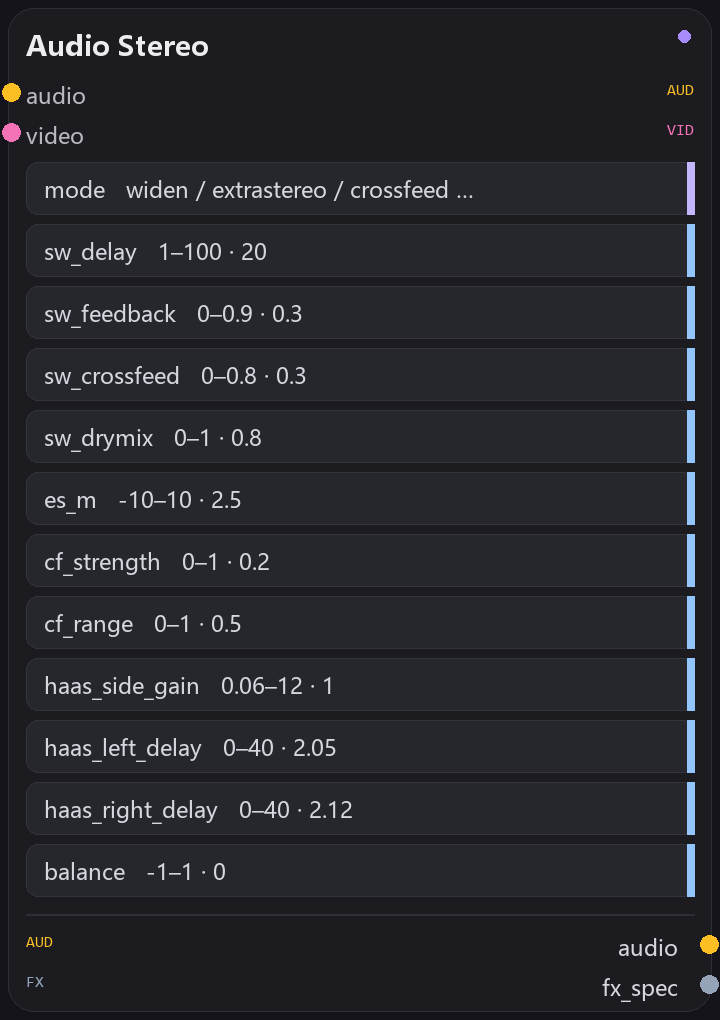 Audio Stereo
audio AUD
video VID
mode widen / extrastereo / crossfeed ...
sw_delay 1–100 · 20
sw_feedback 0–0.9 · 0.3
sw_crossfeed 0–0.8 · 0.3
sw_drymix 0–1 · 0.8
es_m -10–10 · 2.5
cf_strength 0–1 · 0.2
cf_range 0–1 · 0.5
haas_side_gain 0.06–12 · 1
haas_left_delay 0–40 · 2.05
haas_right_delay 0–40 · 2.12
balance -1–1 · 0
AUD audio
FX fx_spec